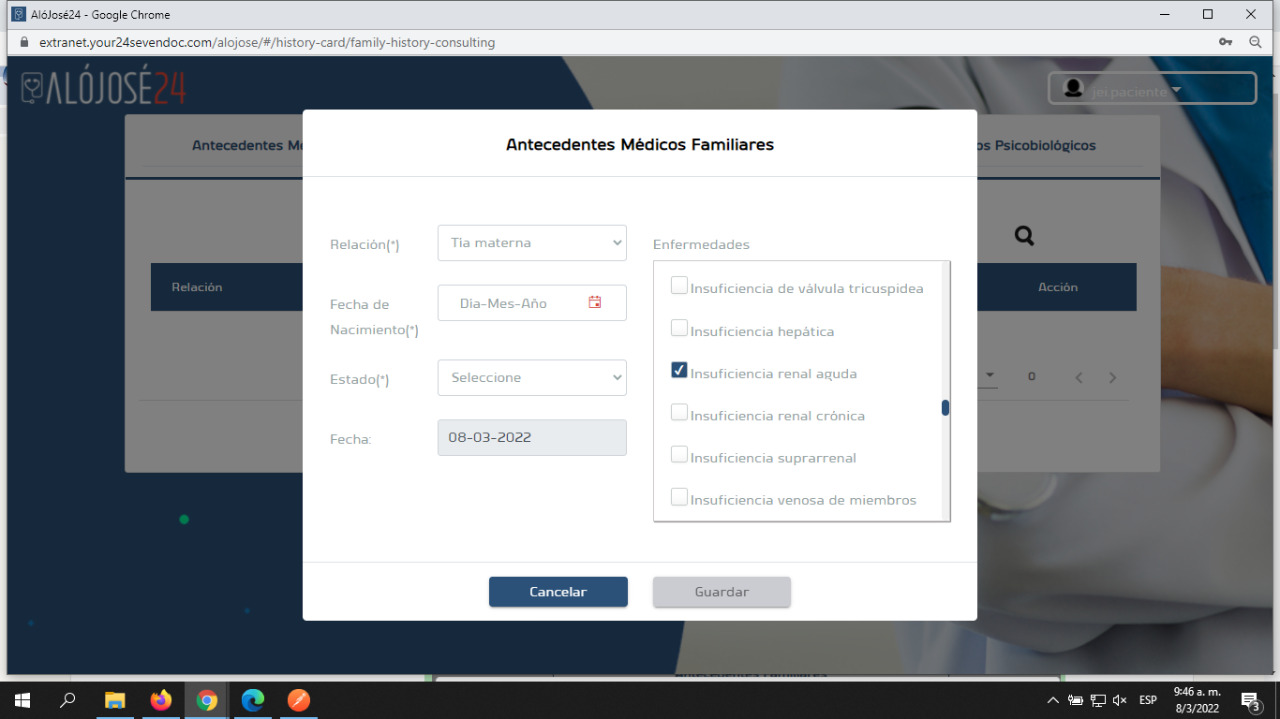 AlóJosé24 - Google Chrome
extranet.your24sevendoc.com/alojose/#/history-card/family-history-consulting
ALÓJOSÉ24
jei.paciente
Antecedentes Mé
os Psicobiológicos
Antecedentes Médicos Familiares
Relación
Acción
Relación(*)
Tia materna
Fecha de
Nacimiento(*)
Dia-Mes-Año
Estado(*)
Seleccione
Fecha:
08-03-2022
Enfermedades
Insuficiencia de válvula tricuspidea
Insuficiencia hepática
Insuficiencia renal aguda
Insuficiencia renal crónica
Insuficiencia suprarrenal
Insuficiencia venosa de miembros
0
Cancelar
Guardar
Antecedentes Familiares
ESP
9:46 a. m.
8/3/2022
3